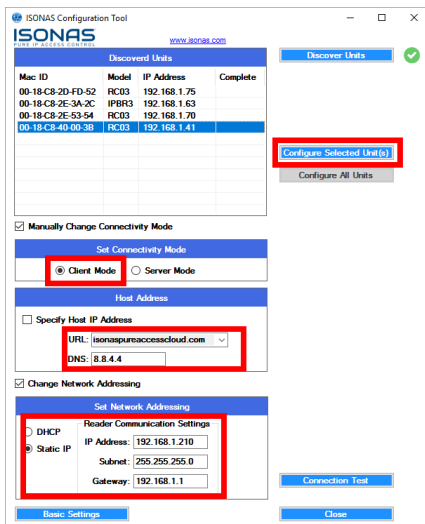 ISONAS Configuration Tool
ISONAS
PURE IP ACCESS CONTROL
www.isonas.com
Discoverd Units
Discover Units
Mac ID Model IP Address Complete
00-18-C8-2D-FD-52 RC03 192.168.1.75
00-18-C8-2E-3A-2C IPBR3 192.168.1.63
00-18-C8-2E-53-54 RC03 192.168.1.70
00-18-C8-40-00-3B RC03 192.168.1.41
Configure Selected Unit(s)
Configure All Units
Manually Change Connectivity Mode
Set Connectivity Mode
Client Mode Server Mode
Host Address
Specify Host IP Address
URL: isonaspureaccesscloud.com
DNS: 8.8.4.4
Change Network Addressing
Set Network Addressing
Reader Communication Settings
DHCP
Static IP
IP Address: 192.168.1.210
Subnet: 255.255.255.0
Gateway: 192.168.1.1
Connection Test
Basic Settings
Close